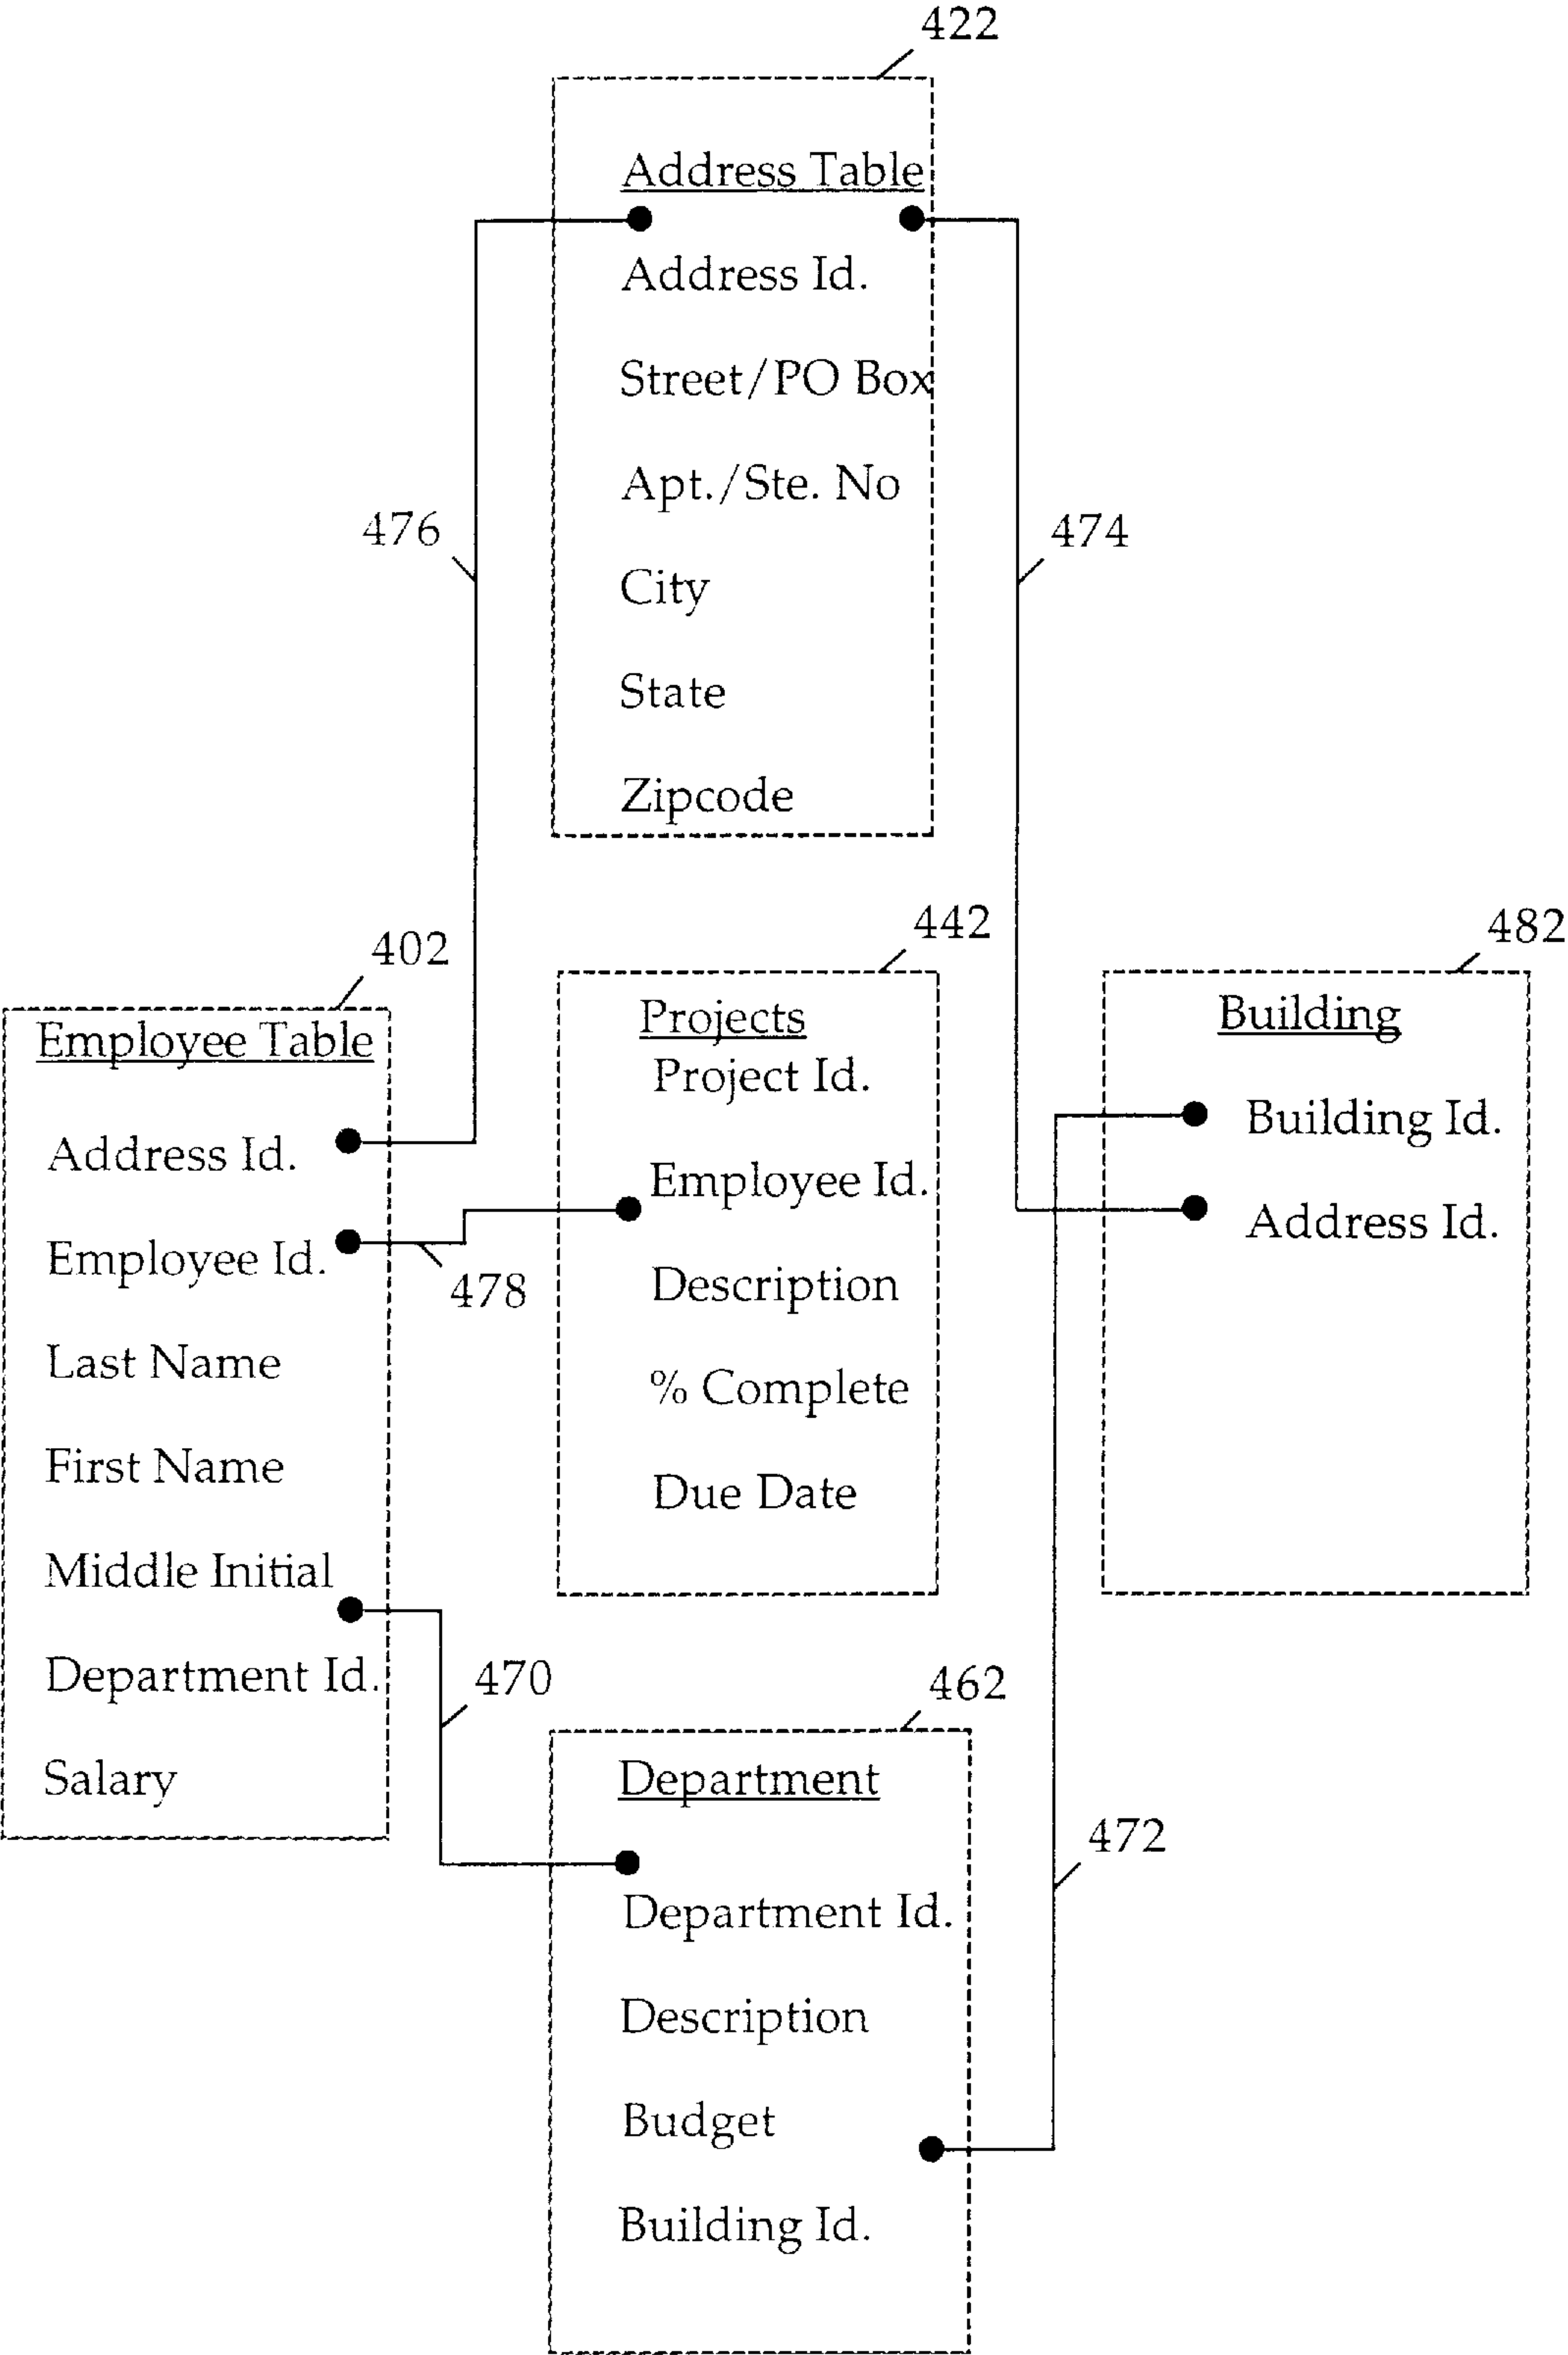 422
Address Table
Address Id.
Street/PO Box
Apt./Ste. No
City
State
Zipcode
476
474
402
Employee Table
Address Id.
Employee Id.
Last Name
First Name
Middle Initial
Department Id.
Salary
478
442
Projects
Project Id.
Employee Id.
Description
% Complete
Due Date
482
Building
Building Id.
Address Id.
470
462
Department
Department Id.
Description
Budget
Building Id.
472